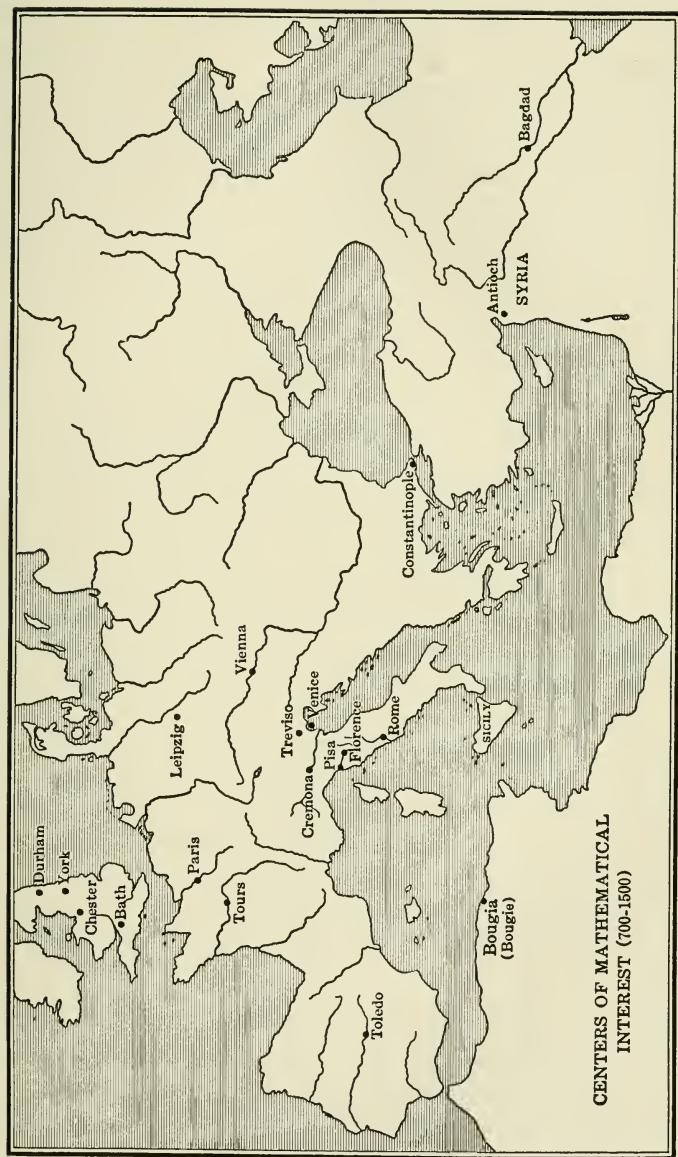 Durham
York
Chester
Bath
Paris
Tours
Toledo
Leipzig
Vienna
Treviso
Venice
Cremona
Pisa
Florence
Rome
SICILY
Bougia
(Bougie)
Constantinople
Antioch
SYRIA
Bagdad
CENTERS OF MATHEMATICAL
INTEREST (700-1500)